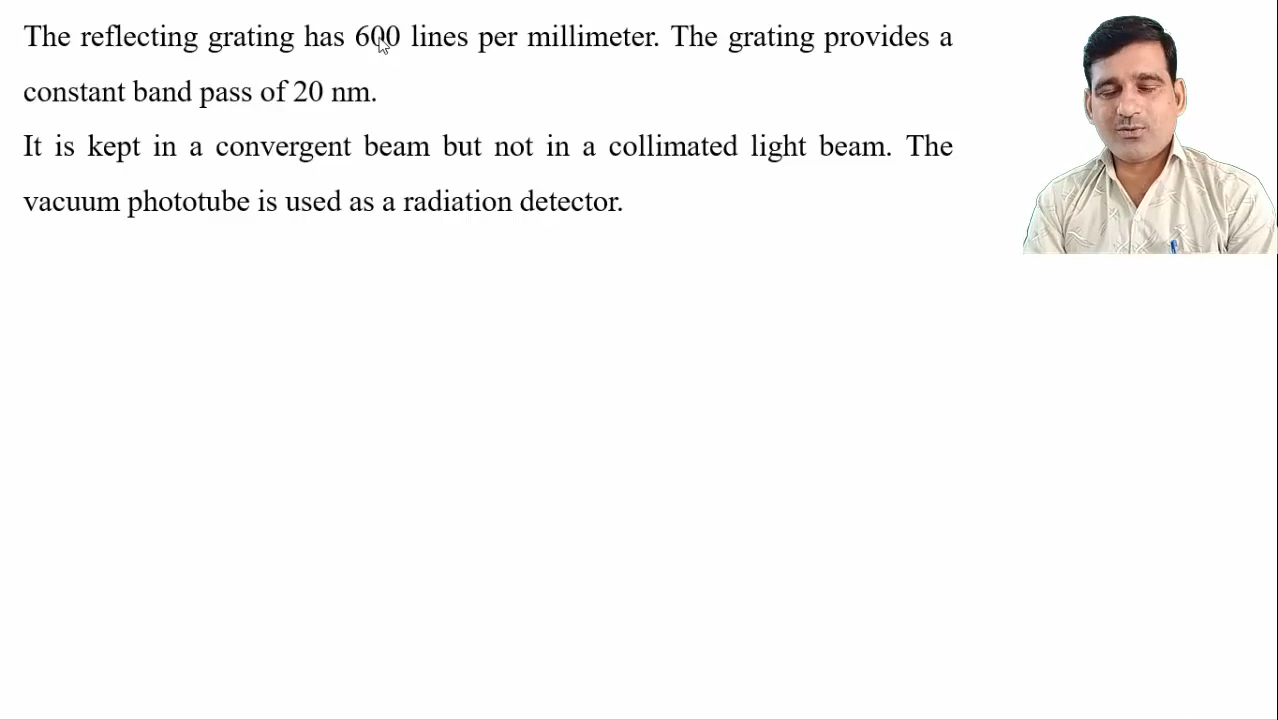 The reflecting grating has 600 lines per millimeter. The grating provides a
constant band pass of 20 nm.
It is kept in a convergent beam but not in a collimated light beam. The
vacuum phototube is used as a radiation detector.